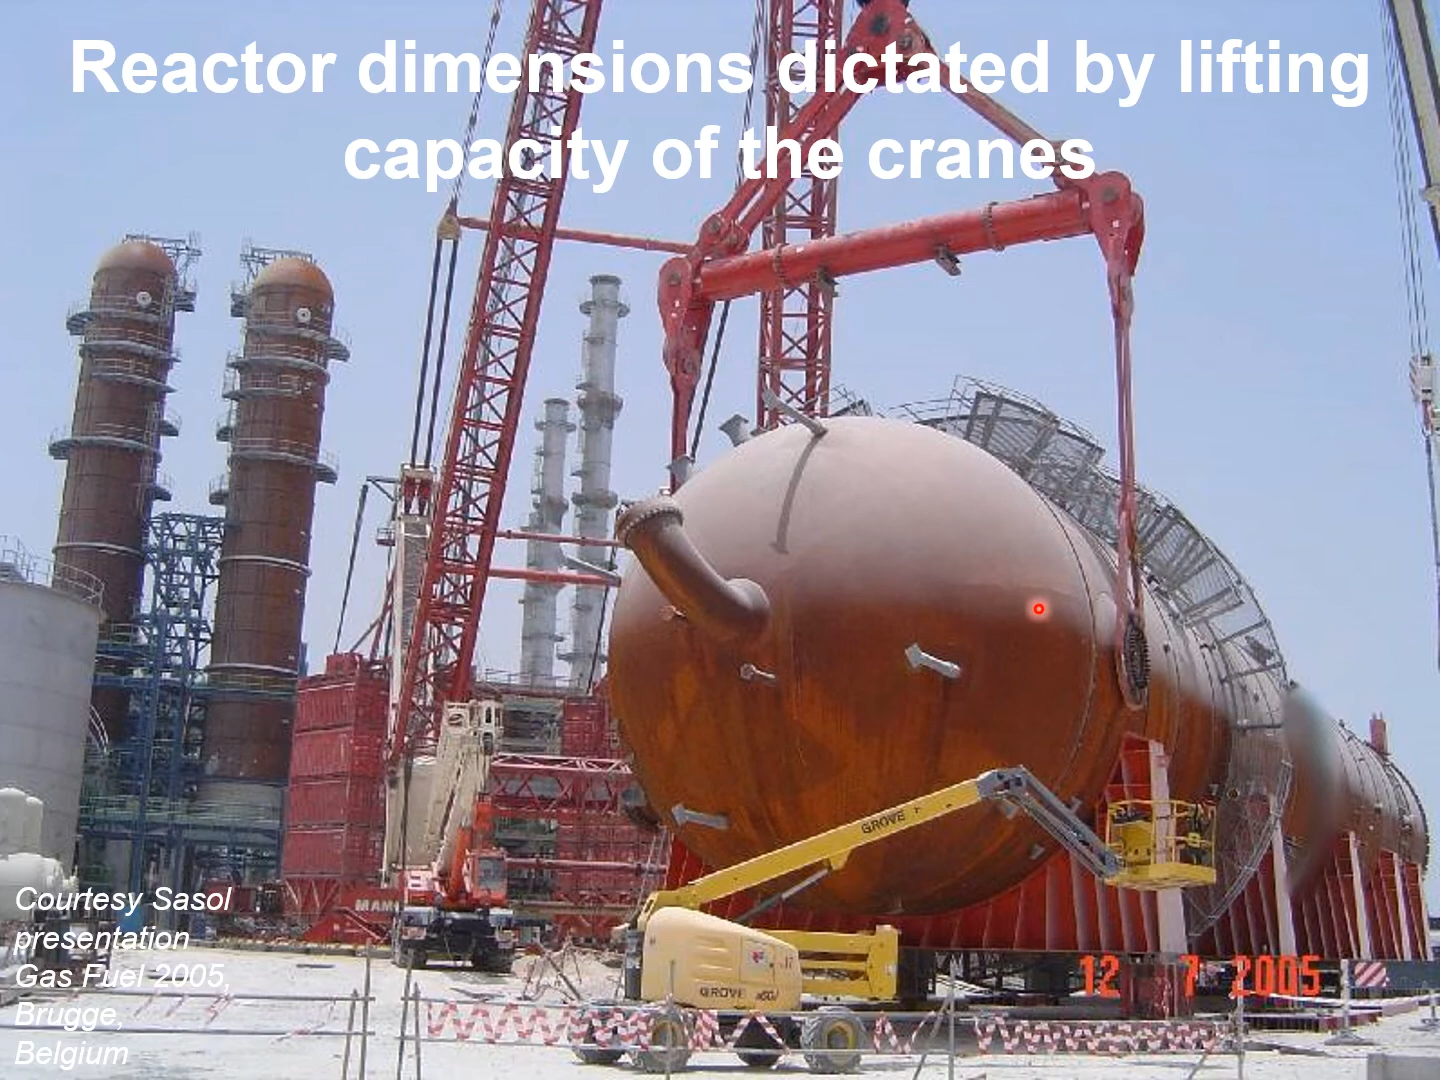 Reactor dimensions dictated by lifting
capacity of the cranes
GROVE
GROVE
Courtesy Sasol
presentation
Gas Fuel 2005,
Brugge,
Belgium
12 7 2005